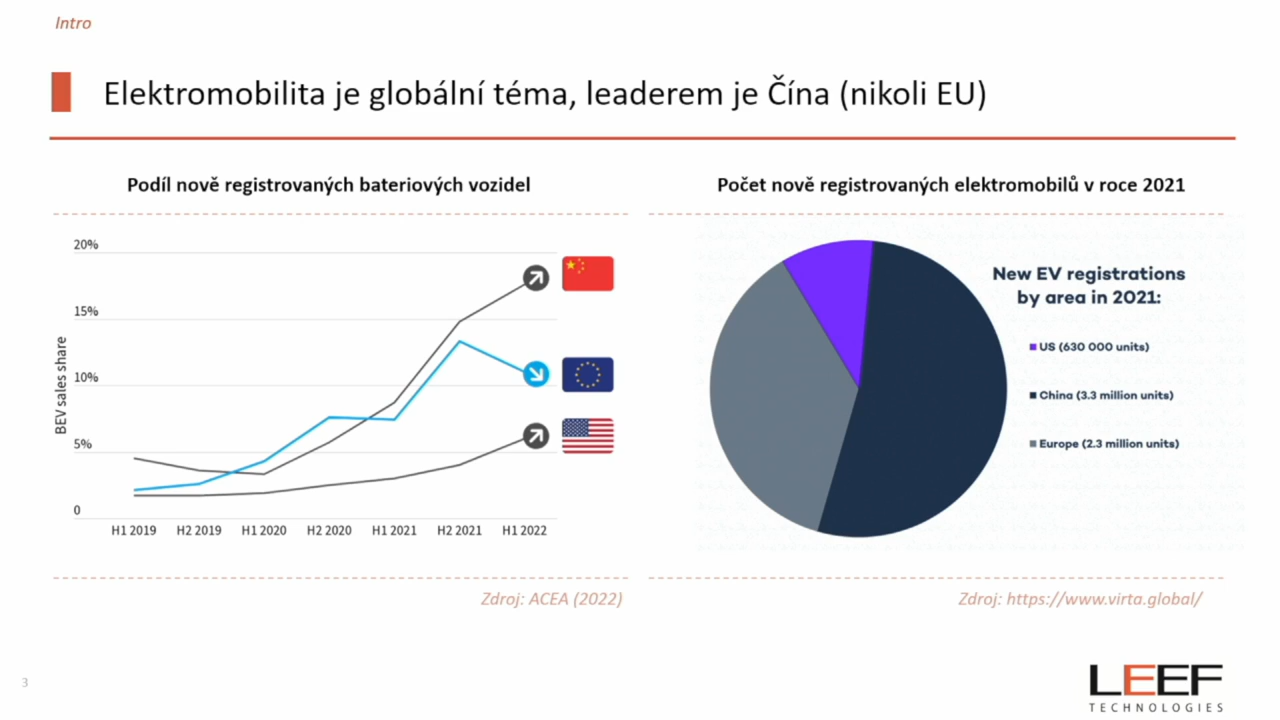 Intro
Elektromobilita je globální téma, leaderem je Čína (nikoli EU)
Podíl nově registrovaných bateriových vozidel
20%
15%
10%
5%
0
BEV sales share
H1 2019 H2 2019 H1 2020 H2 2020 H1 2021 H2 2021 H1 2022
Zdroj: ACEA (2022)
Počet nově registrovaných elektromobilů v roce 2021
New EV registrations
by area in 2021:
US (630 000 units)
China (3.3 million units)
Europe (2.3 million units)
Zdroj: https://www.virta.global/
3
LEEF
TECHNOLOGIES